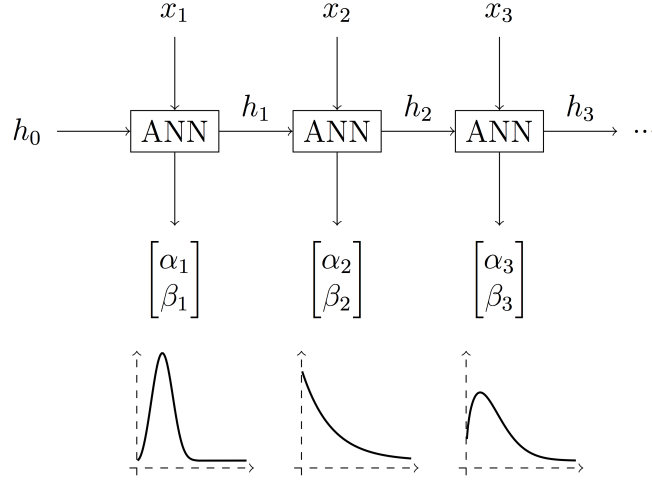 x₁ x₂ x₃
h₀ ANN h₁ ANN h₂ ANN h₃ ...
[α₁ β₁] [α₂ β₂] [α₃ β₃]